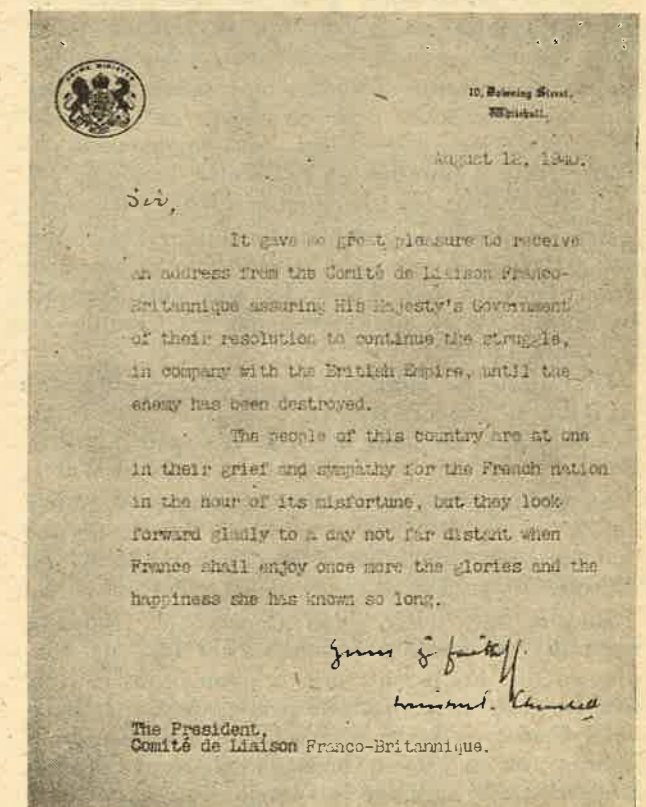 PRIME MINISTER
10, Downing Street,
Whitehall.
August 12, 1940.
Sir,
It gave me great pleasure to receive
an address from the Comité de Liaison Franco-
Britannique assuring His Majesty's Government
of their resolution to continue the struggle,
in company with the British Empire, until the
enemy has been destroyed.
The people of this country are at one
in their grief and sympathy for the French nation
in the hour of its misfortune, but they look
forward gladly to a day not far distant when
France shall enjoy once more the glories and the
happiness she has known so long.
Yours faithf
Winston S. Churchill
The President,
Comité de Liaison Franco-Britannique.